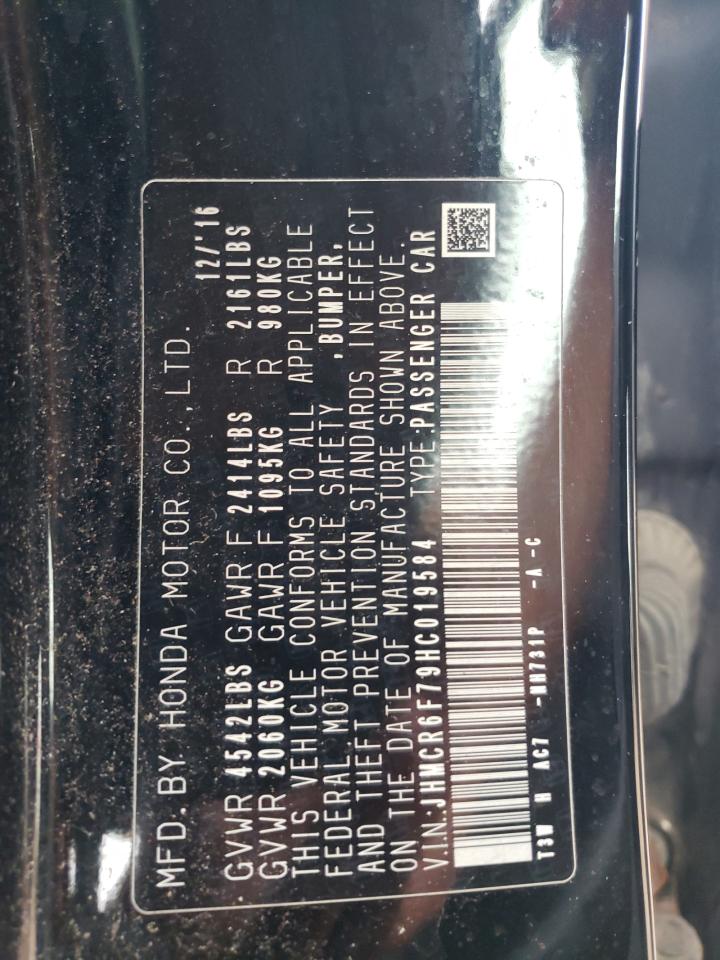 MFD. BY HONDA MOTOR CO., LTD. 12/'16
GVWR 4542LBS GAWR F 2414LBS R 2161LBS
GVWR 2060KG GAWR F 1095KG R 980KG
THIS VEHICLE CONFORMS TO ALL APPLICABLE
FEDERAL MOTOR VEHICLE SAFETY ,BUMPER,
AND THEFT PREVENTION STANDARDS IN EFFECT
ON THE DATE OF MANUFACTURE SHOWN ABOVE.
V.I.N:JHMCR6F79HC019584 TYPE:PASSENGER CAR
T3W H AC7 -NH731P -A -C